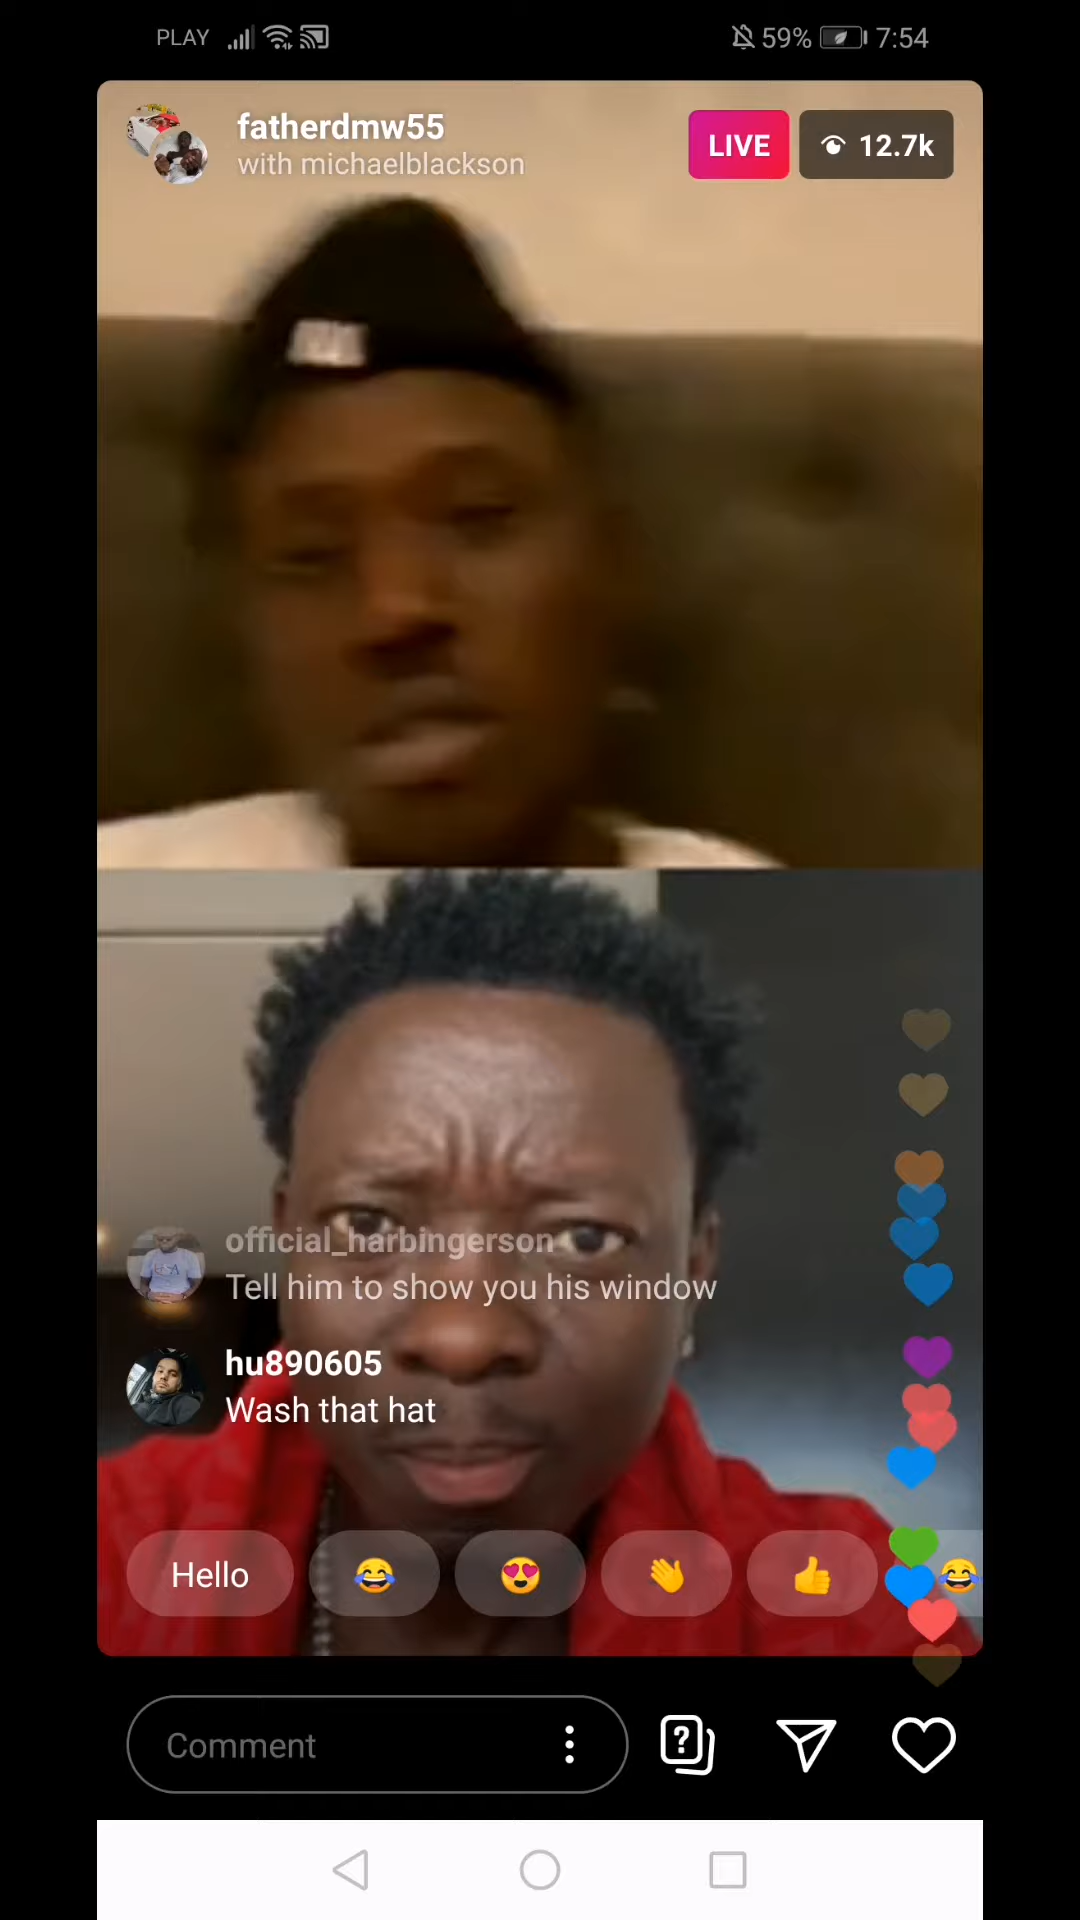 PLAY
59% 7:54
fatherdmw55
with michaelblackson
LIVE
12.7k
official_harbingerson
Tell him to show you his window
hu890605
Wash that hat
Hello
Comment